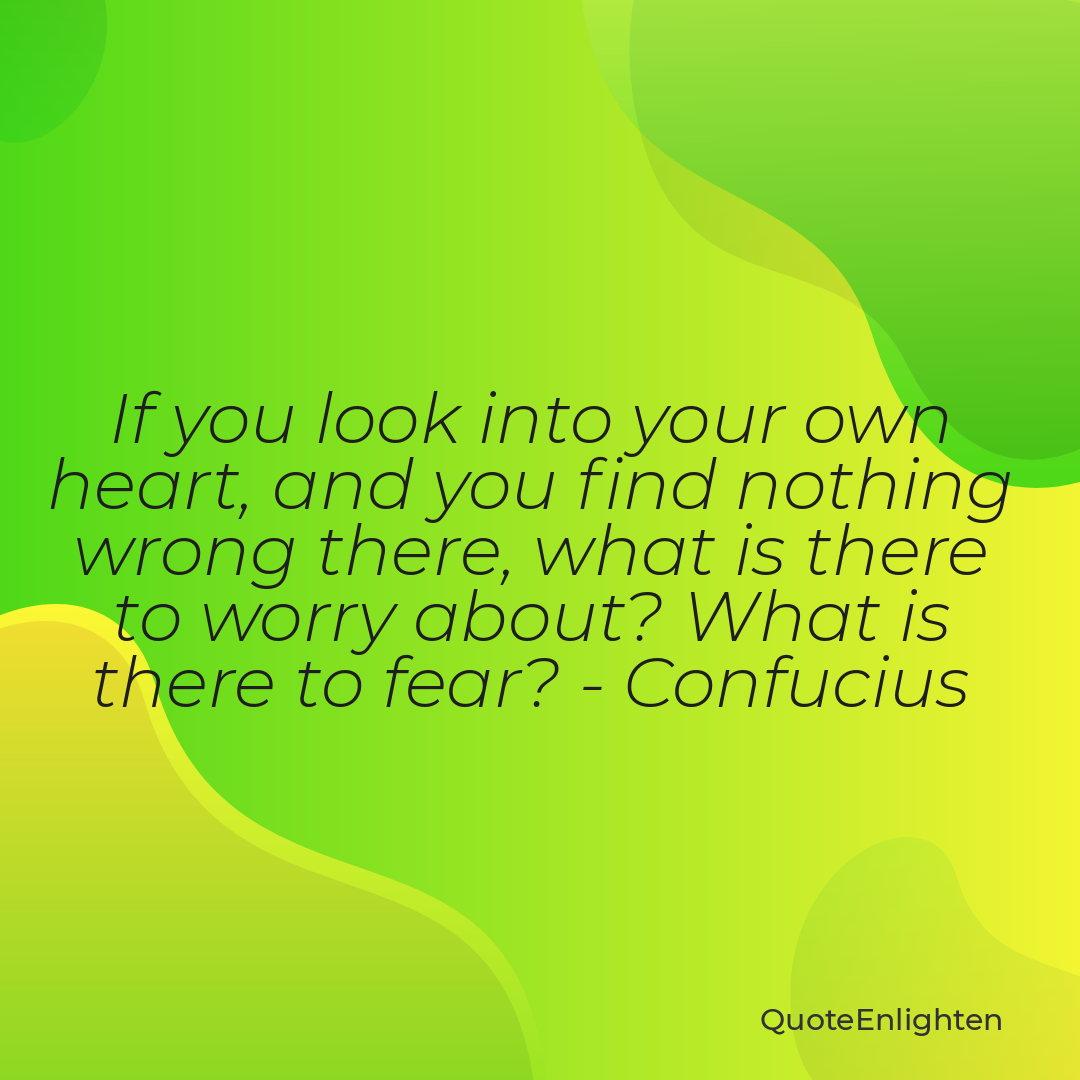 If you look into your own
heart, and you find nothing
wrong there, what is there
to worry about? What is
there to fear? - Confucius
QuoteEnlighten